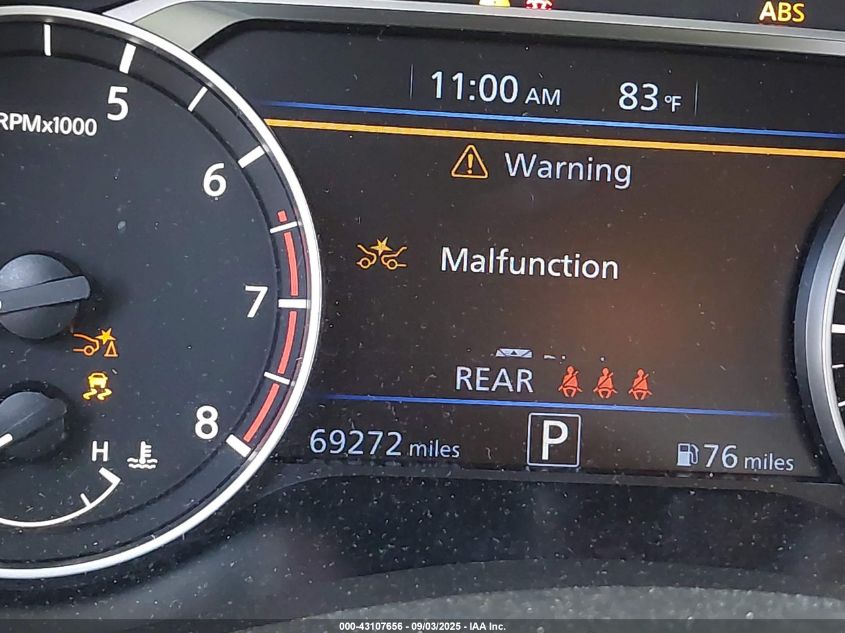 ABS
11:00 AM 83 °F
5
RPMx1000
Warning
6
Malfunction
7
REAR
8
69272 miles P 76 miles
H
000-43107656 - 09/03/2025 - IAA Inc.